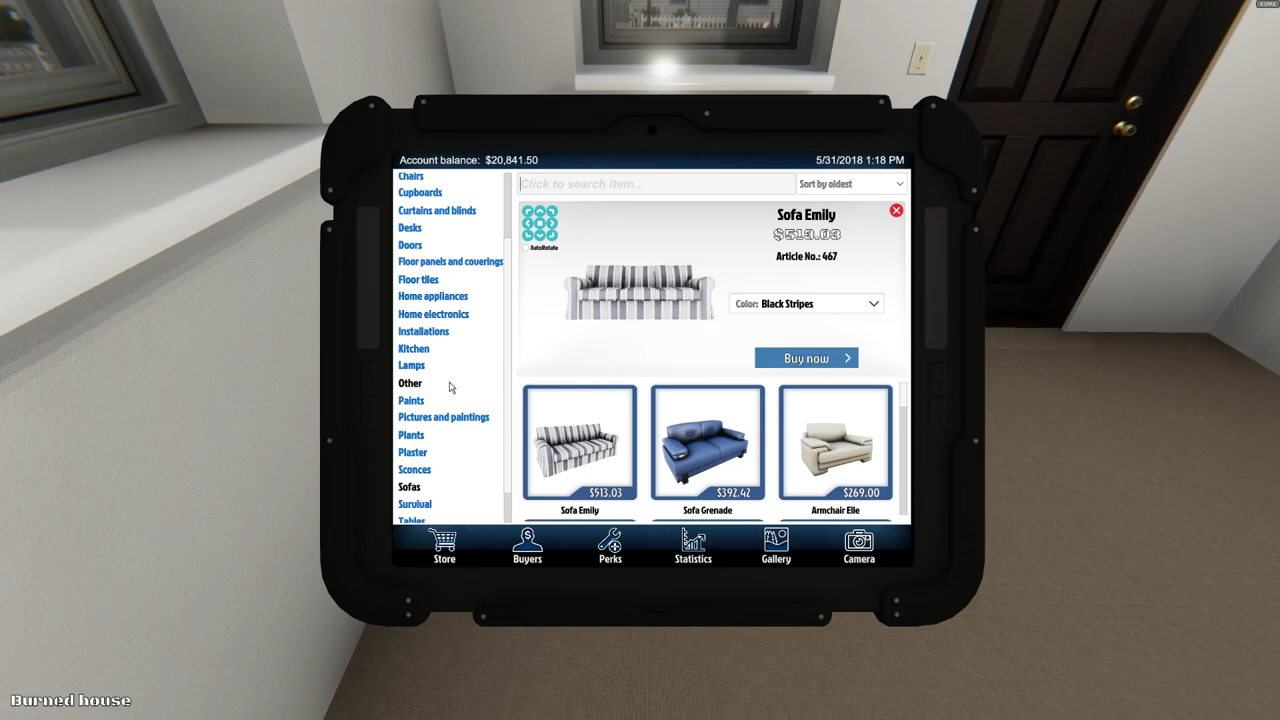 41FPS
Account balance: $20,841.50
5/31/2018 1:18 PM
Chairs
Cupboards
Curtains and blinds
Desks
Doors
Floor panels and coverings
Floor tiles
Home appliances
Home electronics
Installations
Kitchen
Lamps
Other
Paints
Pictures and paintings
Plants
Plaster
Sconces
Sofas
Survival
Tables
Click to search item...
Sort by oldest
AutoRotate
Sofa Emily
$513.03
Article No.: 467
Color: Black Stripes
Buy now
$513.03
$392.42
$269.00
Sofa Emily
Sofa Grenade
Armchair Elle
Store
Buyers
Perks
Statistics
Gallery
Camera
Burned house